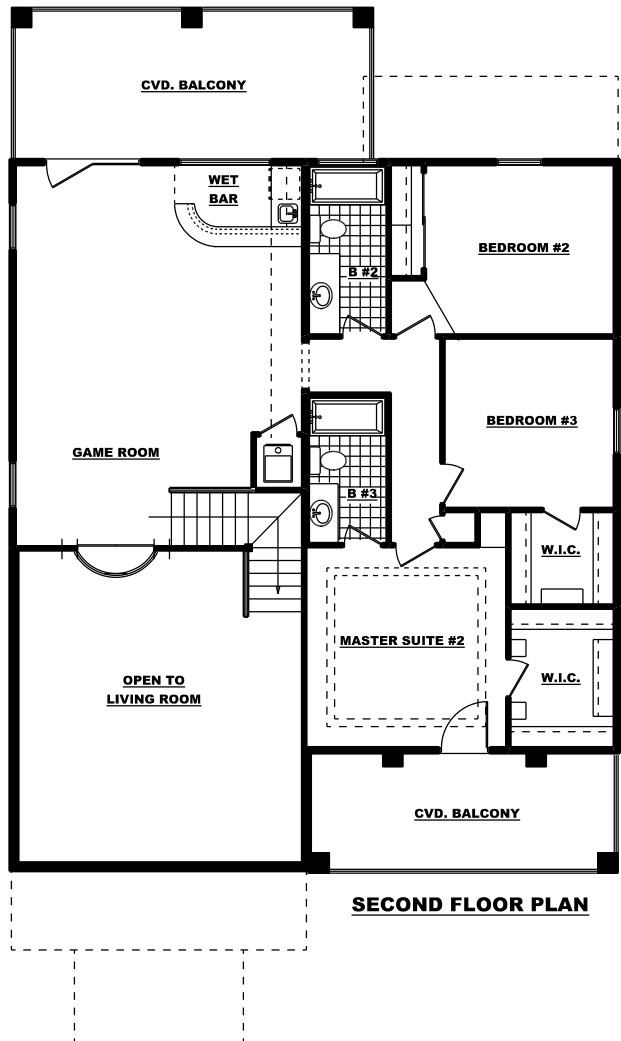 CVD. BALCONY
WET
BAR
B #2
BEDROOM #2
BEDROOM #3
GAME ROOM
B #3
W.I.C.
MASTER SUITE #2
W.I.C.
OPEN TO
LIVING ROOM
CVD. BALCONY
SECOND FLOOR PLAN